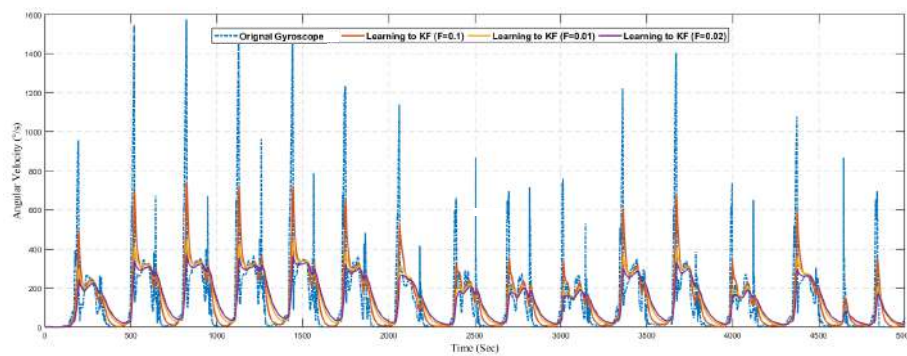 Orignal Gyroscope Learning to KF (F=0.1) Learning to KF (F=0.01) Learning to KF (F=0.02)
1600
1400
1200
1000
800
600
400
200
0
Angular Velocity (°/s)
0 500 1000 1500 2000 2500 3000 3500 4000 4500 500
Time (Sec)